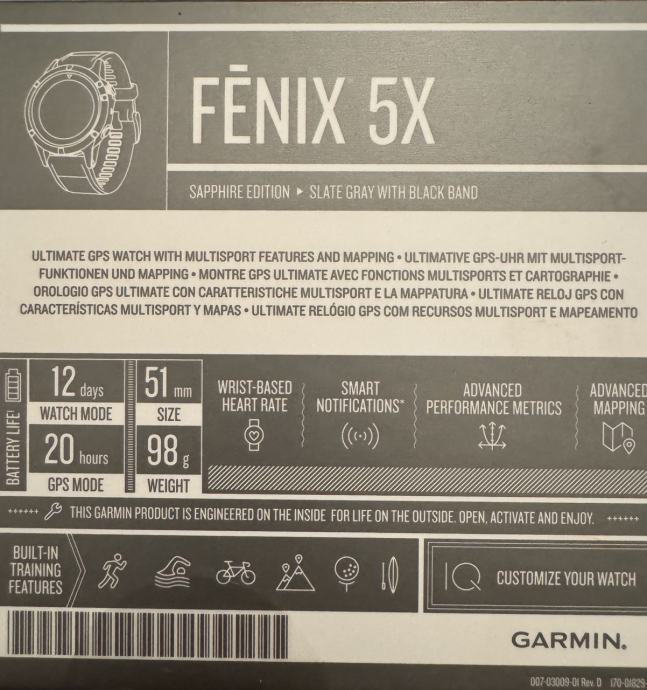 FĒNIX 5X
SAPPHIRE EDITION ▸ SLATE GRAY WITH BLACK BAND
ULTIMATE GPS WATCH WITH MULTISPORT FEATURES AND MAPPING • ULTIMATIVE GPS-UHR MIT MULTISPORT-
FUNKTIONEN UND MAPPING • MONTRE GPS ULTIMATE AVEC FONCTIONS MULTISPORTS ET CARTOGRAPHIE •
OROLOGIO GPS ULTIMATE CON CARATTERISTICHE MULTISPORT E LA MAPPATURA • ULTIMATE RELOJ GPS CON
CARACTERÍSTICAS MULTISPORT Y MAPAS • ULTIMATE RELÓGIO GPS COM RECURSOS MULTISPORT E MAPEAMENTO
BATTERY LIFE¹
12 days
WATCH MODE
20 hours
GPS MODE
51 mm
SIZE
98 g
WEIGHT
WRIST-BASED
HEART RATE
SMART
NOTIFICATIONS*
ADVANCED
PERFORMANCE METRICS
ADVANCED
MAPPING
THIS GARMIN PRODUCT IS ENGINEERED ON THE INSIDE FOR LIFE ON THE OUTSIDE. OPEN, ACTIVATE AND ENJOY.
BUILT-IN
TRAINING
FEATURES
IQ
CUSTOMIZE YOUR WATCH
GARMIN.
007-03009-01 Rev. D 170-01829-